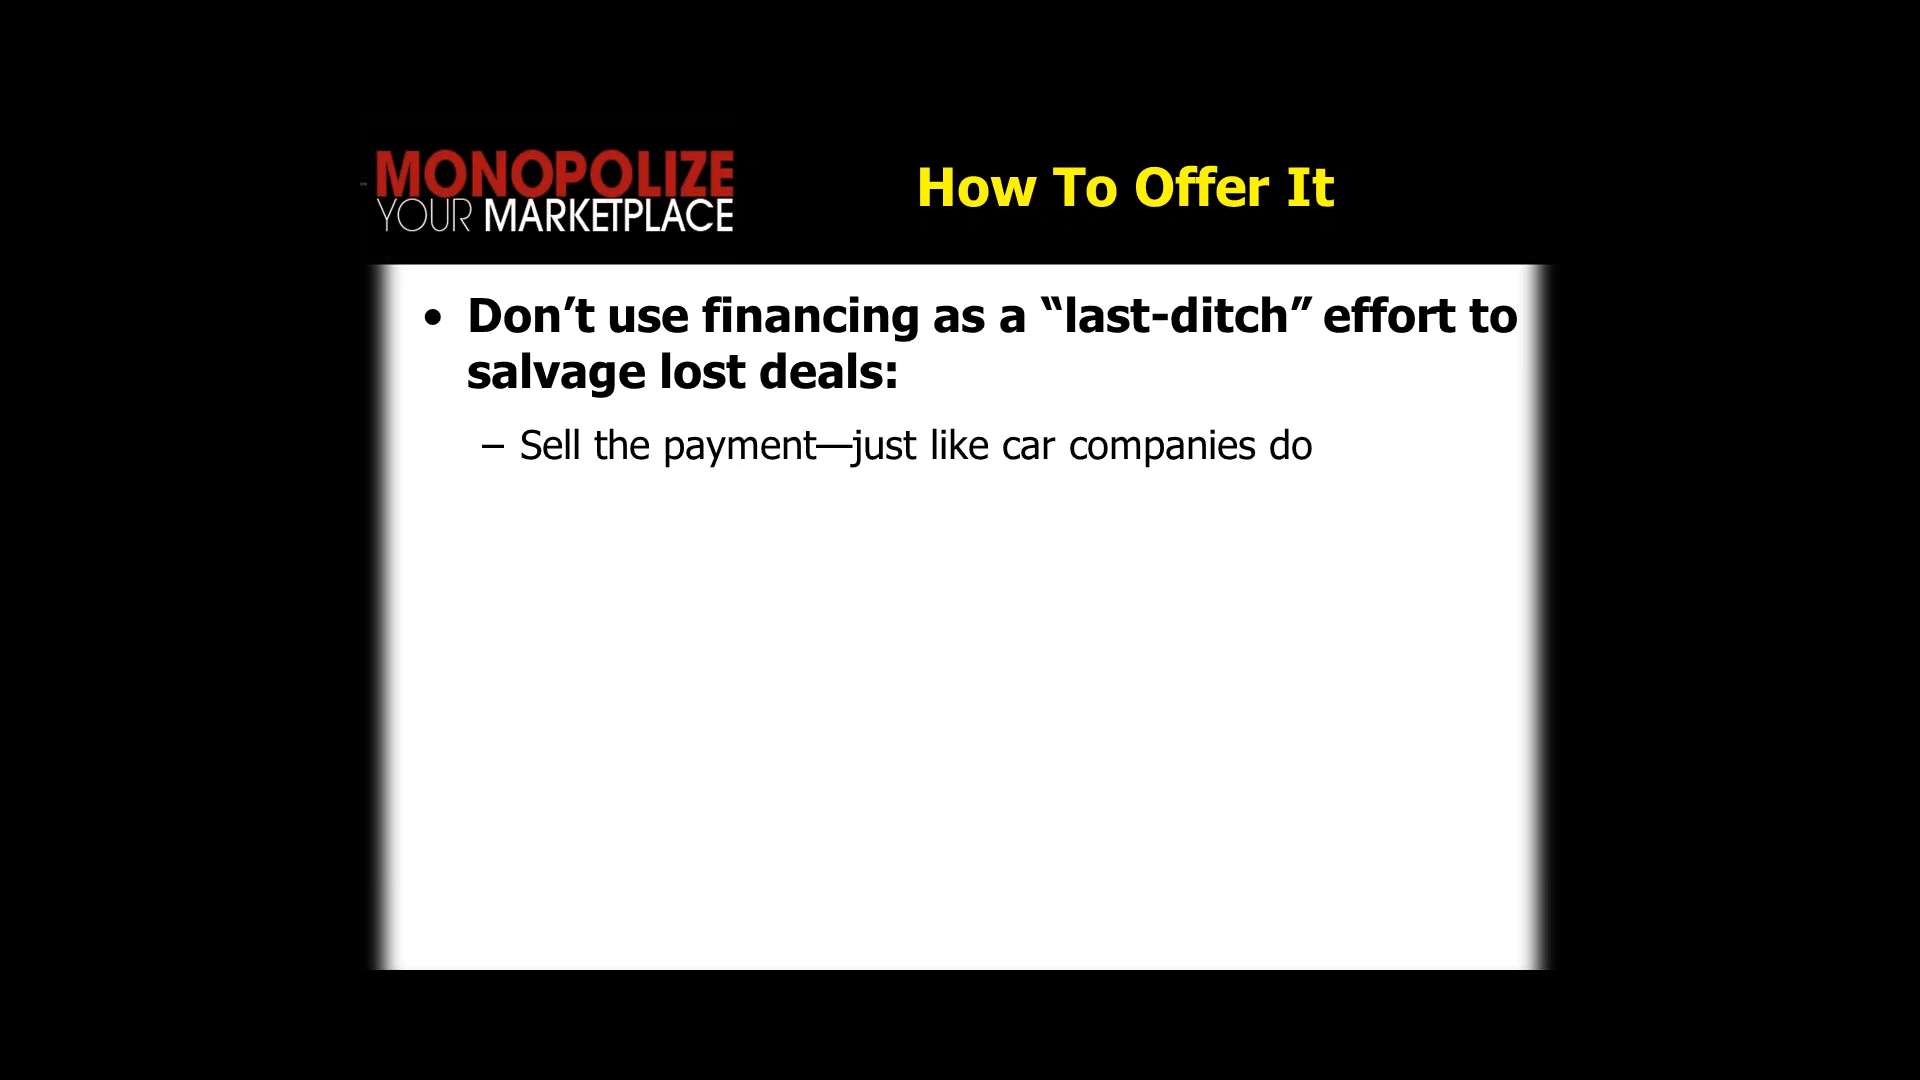 MONOPOLIZE
YOUR MARKETPLACE
How To Offer It
• Don’t use financing as a “last-ditch” effort to
salvage lost deals:
– Sell the payment—just like car companies do